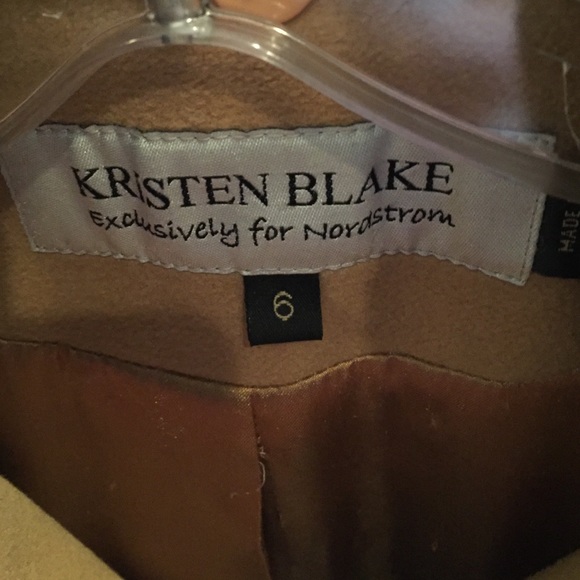 KRISTEN BLAKE
Exclusively for Nordstrom
6
MADE